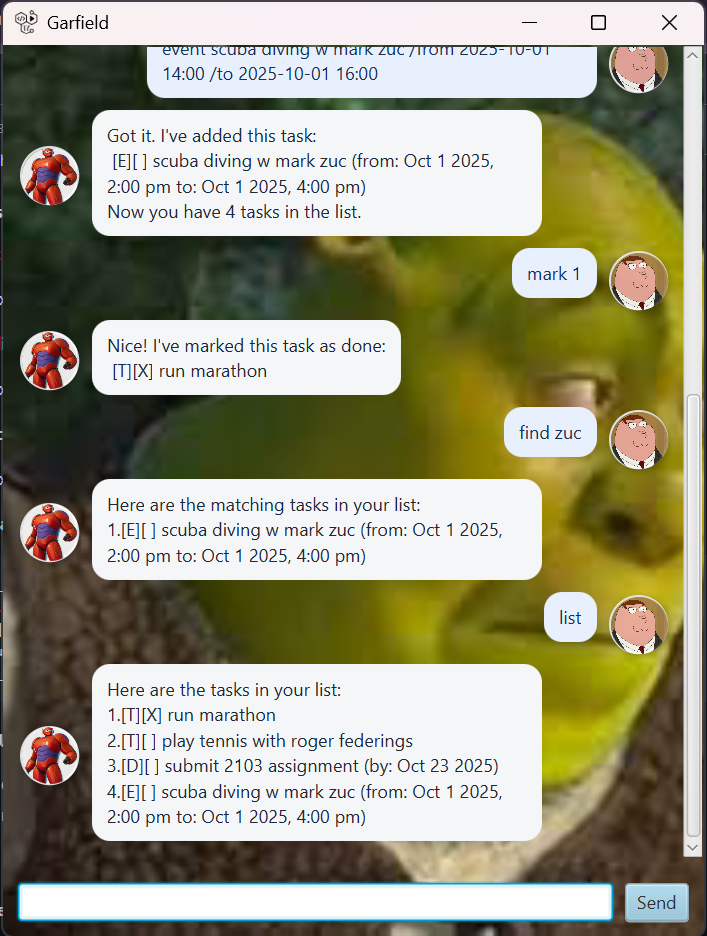 Garfield
event scuba diving w mark zuc /from 2025-10-01
14:00 /to 2025-10-01 16:00
Got it. I've added this task:
[E][ ] scuba diving w mark zuc (from: Oct 1 2025,
2:00 pm to: Oct 1 2025, 4:00 pm)
Now you have 4 tasks in the list.
mark 1
Nice! I've marked this task as done:
[T][X] run marathon
find zuc
Here are the matching tasks in your list:
1.[E][ ] scuba diving w mark zuc (from: Oct 1 2025,
2:00 pm to: Oct 1 2025, 4:00 pm)
list
Here are the tasks in your list:
1.[T][X] run marathon
2.[T][ ] play tennis with roger federings
3.[D][ ] submit 2103 assignment (by: Oct 23 2025)
4.[E][ ] scuba diving w mark zuc (from: Oct 1 2025,
2:00 pm to: Oct 1 2025, 4:00 pm)
Send